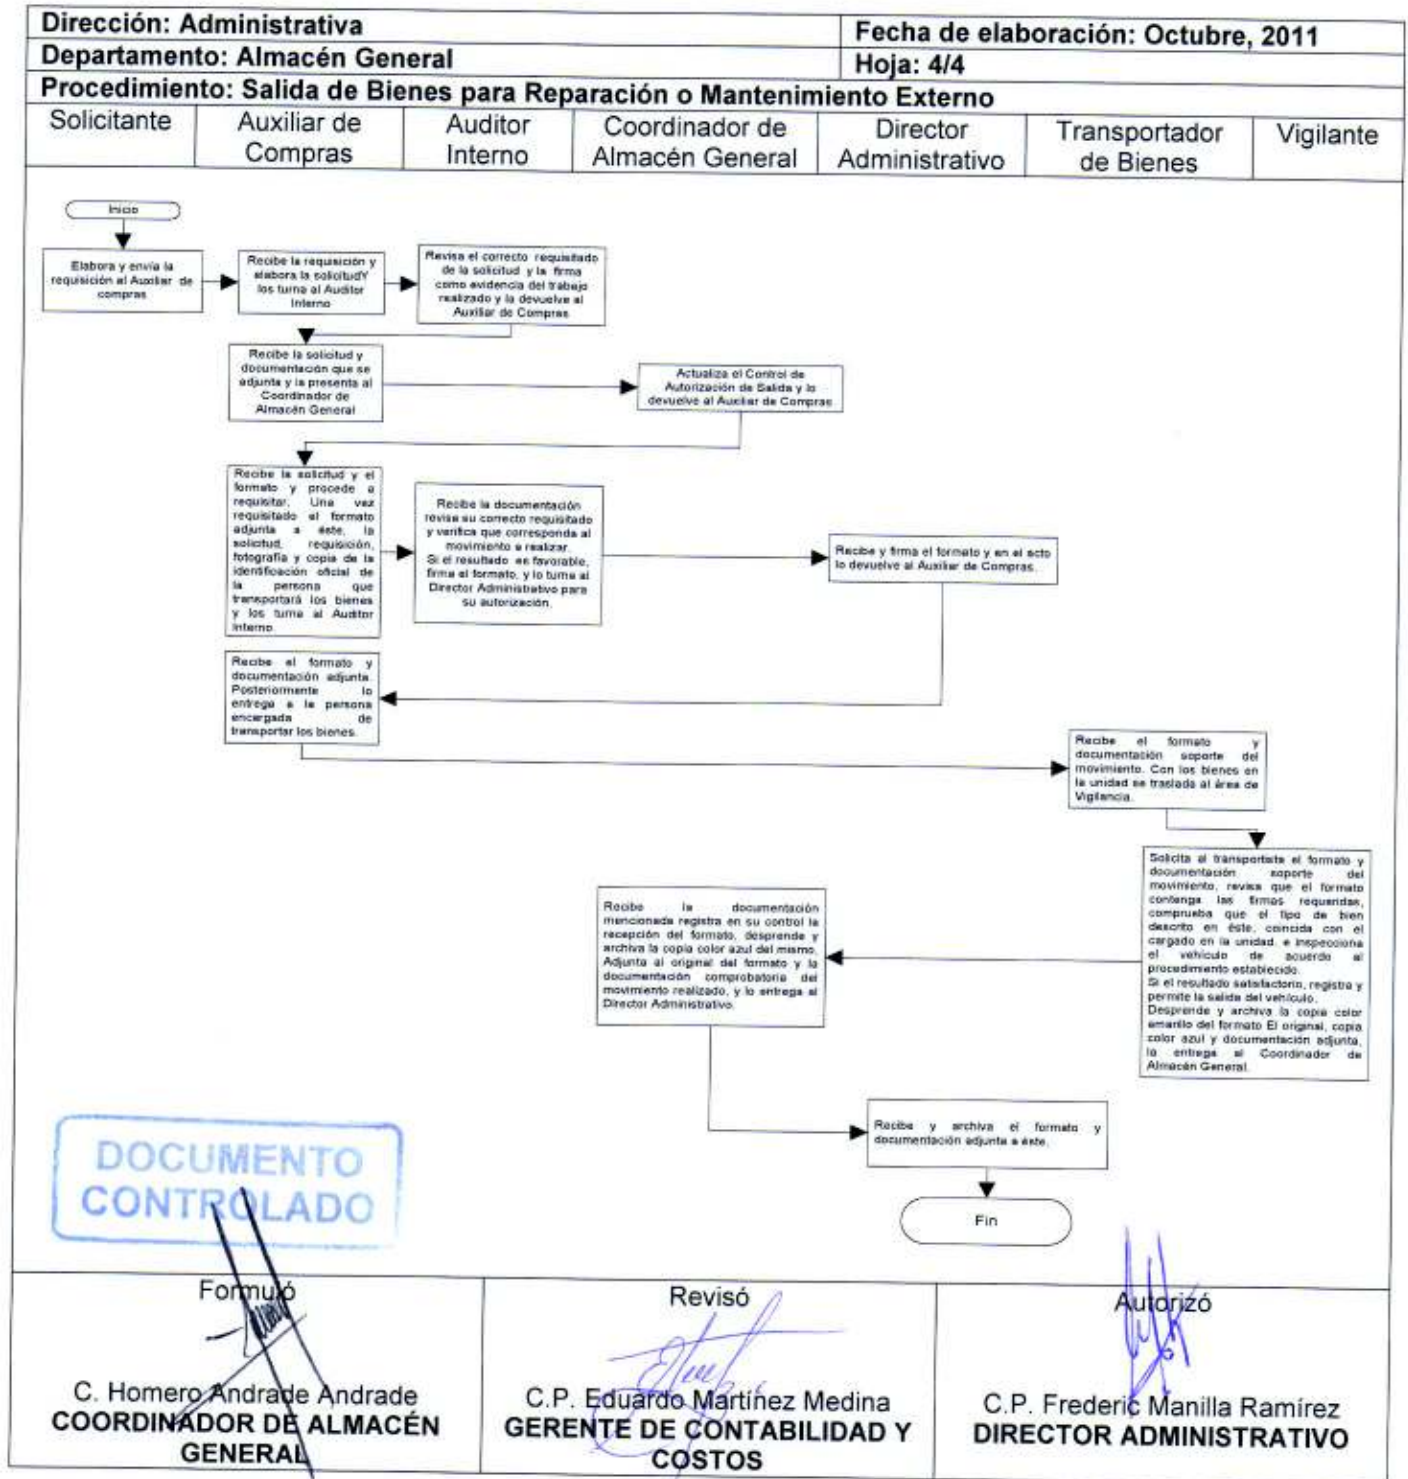 Dirección: Administrativa
Fecha de elaboración: Octubre, 2011
Departamento: Almacén General
Hoja: 4/4
Procedimiento: Salida de Bienes para Reparación o Mantenimiento Externo
Solicitante
Auxiliar de
Compras
Auditor
Interno
Coordinador de
Almacén General
Director
Administrativo
Transportador
de Bienes
Vigilante
Inicio
Elabora y envía la
requisición al Auxiliar de
compras
Recibe la requisición y
elabora la solicitudY
los turna al Auditor
Interno
Revisa el correcto requisitado
de la solicitud y la firma
como evidencia del trabajo
realizado y la devuelve al
Auxiliar de Compras
Recibe la solicitud y
documentación que se
adjunta y la presenta al
Coordinador de
Almacén General
Actualiza el Control de
Autorización de Salida y lo
devuelve al Auxiliar de Compras
Recibe la solicitud y el
formato y procede a
requisitar. Una vez
requisitado el formato
adjunta a éste, la
solicitud, requisición,
fotografía y copia de la
identificación oficial de
la persona que
transportará los bienes
y los turna al Auditor
Interno.
Recibe la documentación
revisa su correcto requisitado
y verifica que corresponda al
movimiento a realizar.
Si el resultado es favorable,
firma el formato, y lo turna al
Director Administrativo para
su autorización.
Recibe y firma el formato y en el acto
lo devuelve al Auxiliar de Compras.
Recibe el formato y
documentación adjunta.
Posteriormente lo
entrega a la persona
encargada de
transportar los bienes.
Recibe el formato y
documentación soporte del
movimiento. Con los bienes en
la unidad se traslada al área de
Vigilancia.
Solicita al transportista el formato y
documentación soporte del
movimiento, revisa que el formato
contenga las firmas requeridas,
comprueba que el tipo de bien
descrito en éste, coincida con el
cargado en la unidad, e inspecciona
el vehículo de acuerdo al
procedimiento establecido.
Si el resultado satisfactorio, registra y
permite la salida del vehículo.
Desprende y archiva la copia color
amarillo del formato El original, copia
color azul y documentación adjunta,
la entrega al Coordinador de
Almacén General.
Recibe la documentación
mencionada registra en su control la
recepción del formato, desprende y
archiva la copia color azul del mismo.
Adjunta al original del formato y la
documentación comprobatoria del
movimiento realizado, y lo entrega al
Director Administrativo.
Recibe y archiva el formato y
documentación adjunta a éste.
Fin
DOCUMENTO
CONTROLADO
Formuló
C. Homero Andrade Andrade
COORDINADOR DE ALMACÉN
GENERAL
Revisó
C.P. Eduardo Martínez Medina
GERENTE DE CONTABILIDAD Y
COSTOS
Autorizó
C.P. Frederic Manilla Ramírez
DIRECTOR ADMINISTRATIVO